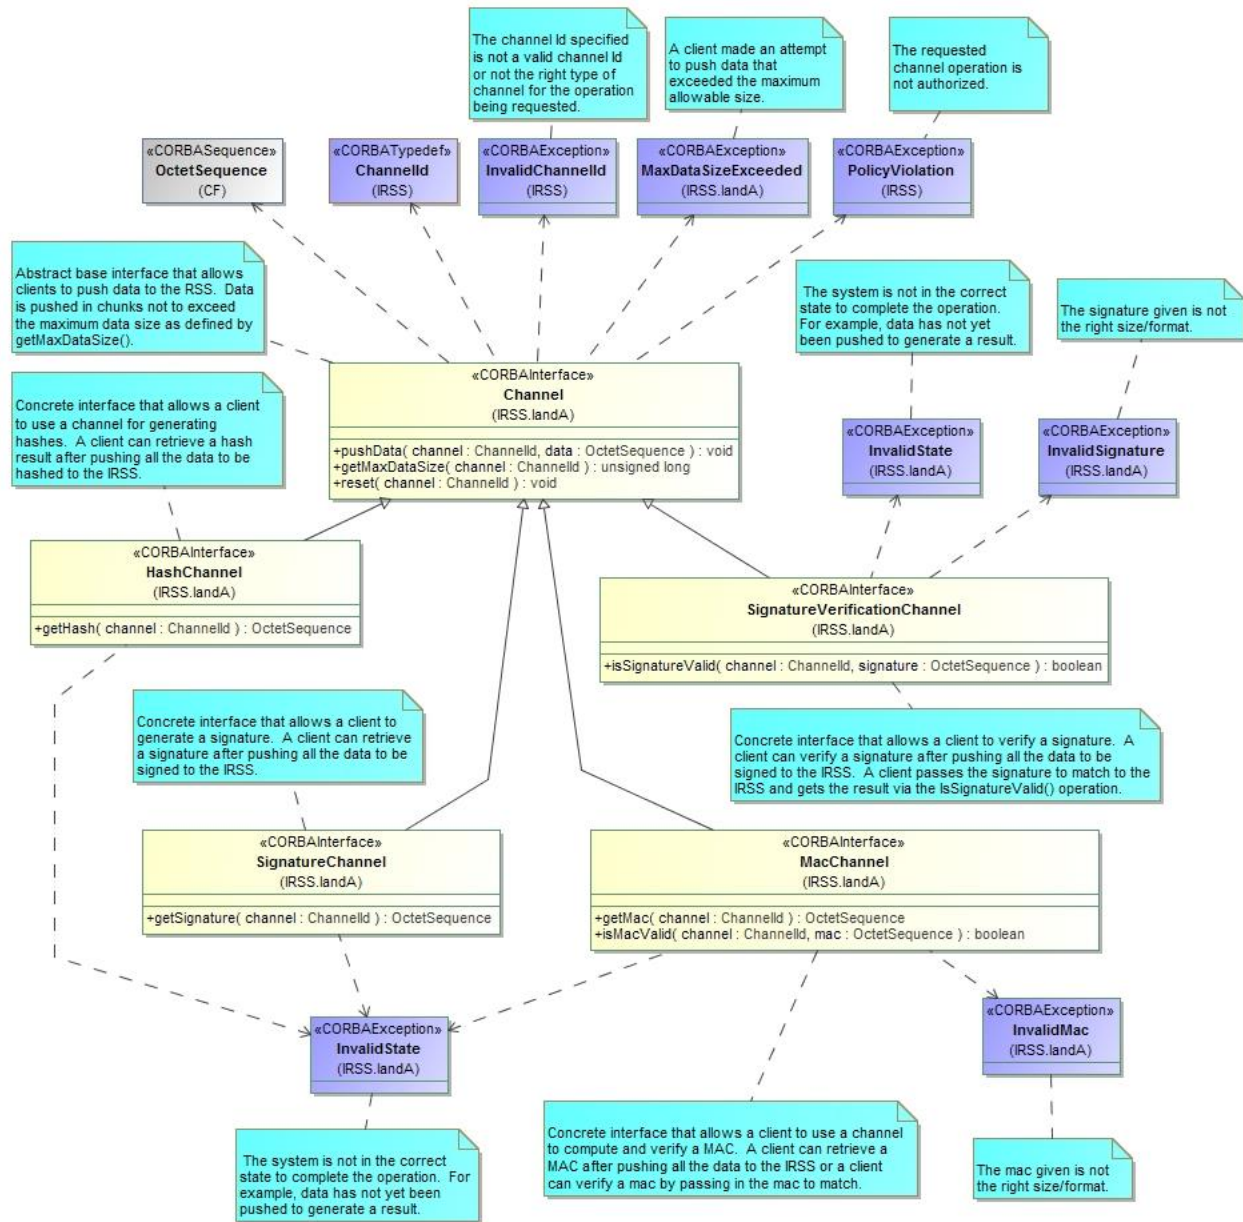 The channel Id specified
is not a valid channel Id
or not the right type of
channel for the operation
being requested.
A client made an attempt
to push data that
exceeded the maximum
allowable size.
The requested
channel operation is
not authorized.
«CORBASequence»
OctetSequence
(CF)
«CORBATypedef»
ChannelId
(IRSS)
«CORBAException»
InvalidChannelId
(IRSS)
«CORBAException»
MaxDataSizeExceeded
(IRSS.IandA)
«CORBAException»
PolicyViolation
(IRSS)
Abstract base interface that allows
clients to push data to the RSS. Data
is pushed in chunks not to exceed
the maximum data size as defined by
getMaxDataSize().
The system is not in the correct
state to complete the operation.
For example, data has not yet
been pushed to generate a result.
The signature given is not
the right size/format.
«CORBAInterface»
Channel
(IRSS.IandA)
+pushData( channel : ChannelId, data : OctetSequence ) : void
+getMaxDataSize( channel : ChannelId ) : unsigned long
+reset( channel : ChannelId ) : void
Concrete interface that allows a client
to use a channel for generating
hashes. A client can retrieve a hash
result after pushing all the data to be
hashed to the IRSS.
«CORBAException»
InvalidState
(IRSS.IandA)
«CORBAException»
InvalidSignature
(IRSS.IandA)
«CORBAInterface»
HashChannel
(IRSS.IandA)
+getHash( channel : ChannelId ) : OctetSequence
«CORBAInterface»
SignatureVerificationChannel
(IRSS.IandA)
+isSignatureValid( channel : ChannelId, signature : OctetSequence ) : boolean
Concrete interface that allows a client to
generate a signature. A client can retrieve
a signature after pushing all the data to be
signed to the IRSS.
Concrete interface that allows a client to verify a signature. A
client can verify a signature after pushing all the data to be
signed to the IRSS. A client passes the signature to match to the
IRSS and gets the result via the IsSignatureValid() operation.
«CORBAInterface»
SignatureChannel
(IRSS.IandA)
+getSignature( channel : ChannelId ) : OctetSequence
«CORBAInterface»
MacChannel
(IRSS.IandA)
+getMac( channel : ChannelId ) : OctetSequence
+isMacValid( channel : ChannelId, mac : OctetSequence ) : boolean
«CORBAException»
InvalidState
(IRSS.IandA)
«CORBAException»
InvalidMac
(IRSS.IandA)
The system is not in the correct
state to complete the operation. For
example, data has not yet been
pushed to generate a result.
Concrete interface that allows a client to use a channel
to compute and verify a MAC. A client can retrieve a
MAC after pushing all the data to the IRSS or a client
can verify a mac by passing in the mac to match.
The mac given is not
the right size/format.